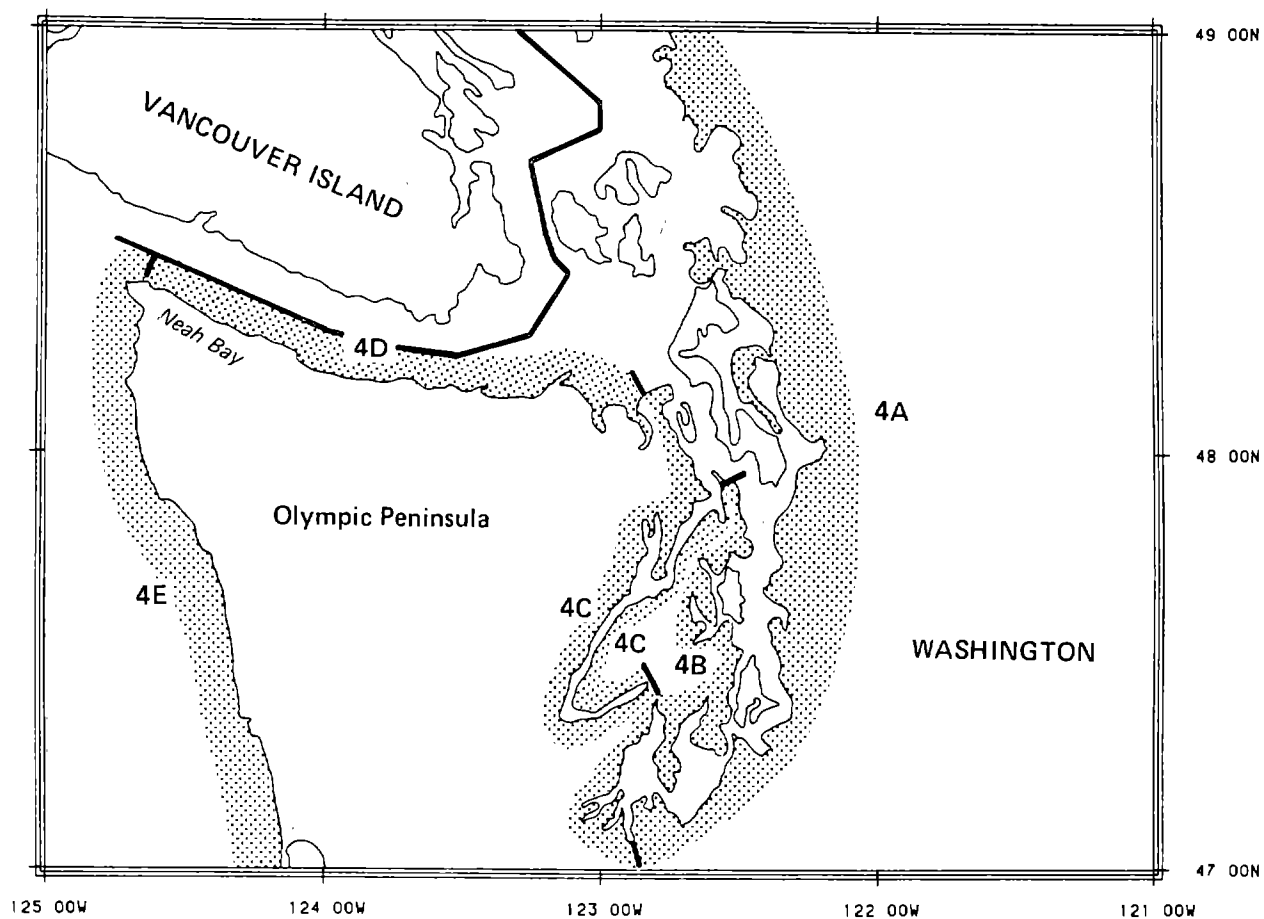 49 00N
VANCOUVER ISLAND
Neah Bay
4D
4A
48 00N
Olympic Peninsula
4E
4C
4C
4B
WASHINGTON
47 00N
125 00W
124 00W
123 00W
122 00W
121 00W